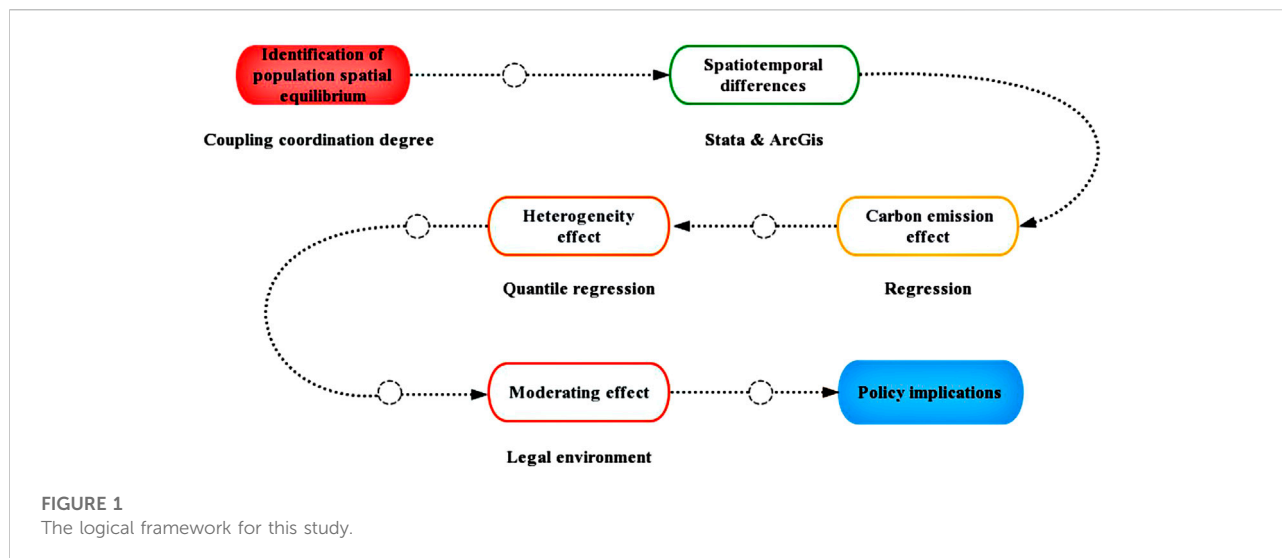 Identification of
population spatial
equilibrium
Coupling coordination degree
Spatiotemporal
differences
Stata & ArcGis
Carbon emission
effect
Regression
Heterogeneity
effect
Quantile regression
Moderating effect
Legal environment
Policy implications
FIGURE 1
The logical framework for this study.